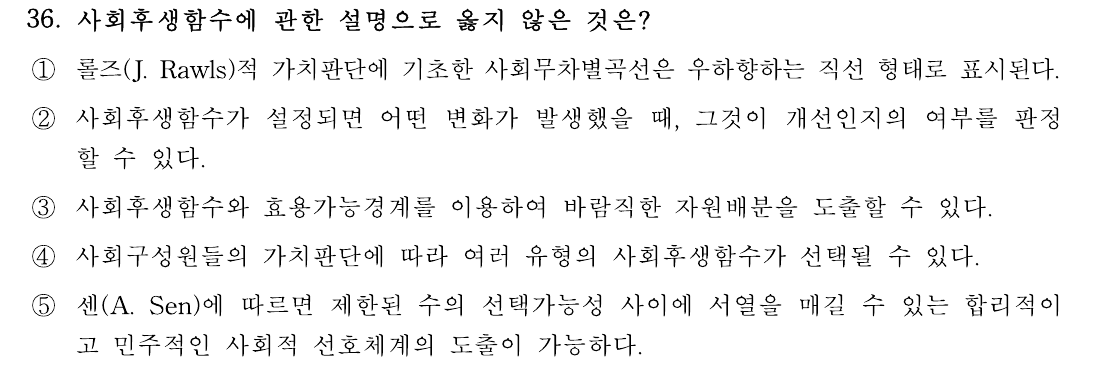 36. 사회후생함수에 관한 설명으로 옳지 않은 것은?
① 롤즈(J. Rawls)적 가치판단에 기초한 사회무차별곡선은 우하향하는 직선 형태로 표시된다.
② 사회후생함수가 설정되면 어떤 변화가 발생했을 때, 그것이 개선인지의 여부를 판정
할 수 있다.
③ 사회후생함수와 효용가능경계를 이용하여 바람직한 자원배분을 도출할 수 있다.
④ 사회구성원들의 가치판단에 따라 여러 유형의 사회후생함수가 선택될 수 있다.
⑤ 센(A. Sen)에 따르면 제한된 수의 선택가능성 사이에 서열을 매길 수 있는 합리적이
고 민주적인 사회적 선호체계의 도출이 가능하다.